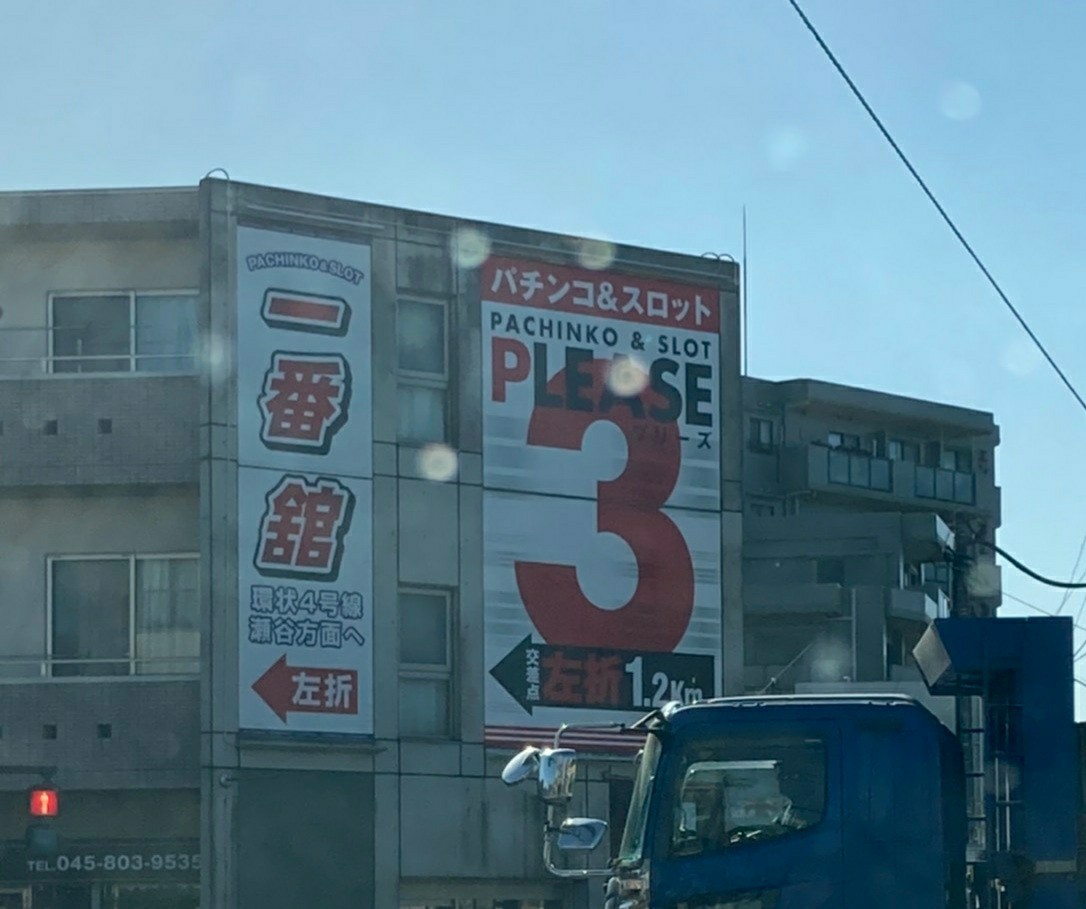 PACHINKO&SLOT
一番舘
環状4号線
瀬谷方面へ
左折
パチンコ&スロット
PACHINKO & SLOT
PLEASE
プリーズ
3
交差点
左折 1.2Km
TEL.045-803-9535